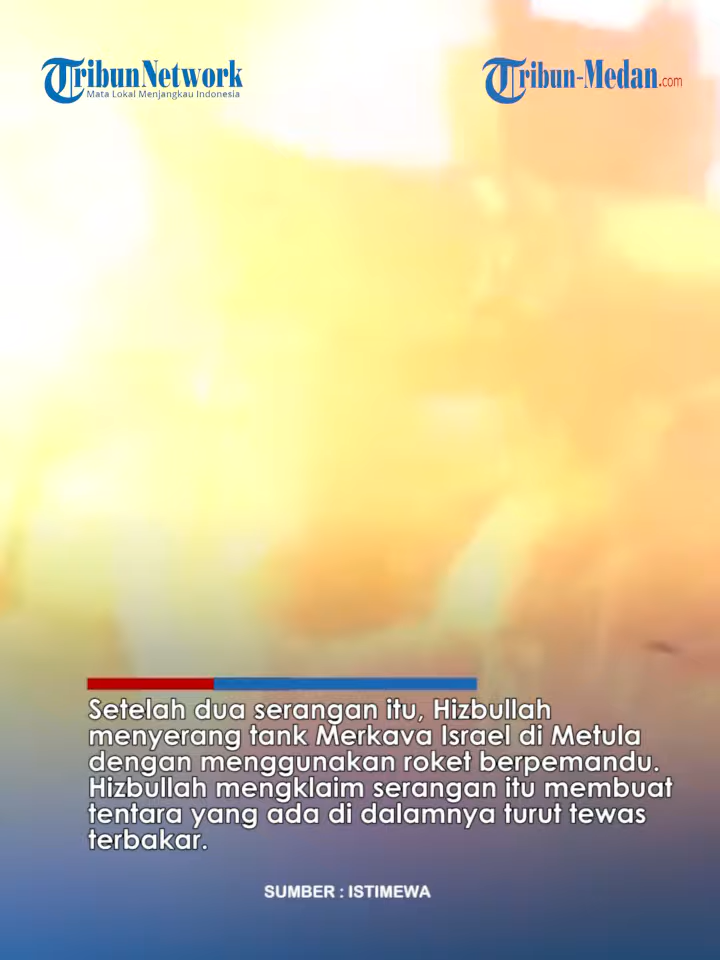 TribunNetwork
Mata Lokal Menjangkau Indonesia
Tribun-Medan.com
Setelah dua serangan itu, Hizbullah
menyerang tank Merkava Israel di Metula
dengan menggunakan roket berpemandu.
Hizbullah mengklaim serangan itu membuat
tentara yang ada di dalamnya turut tewas
terbakar.
SUMBER : ISTIMEWA